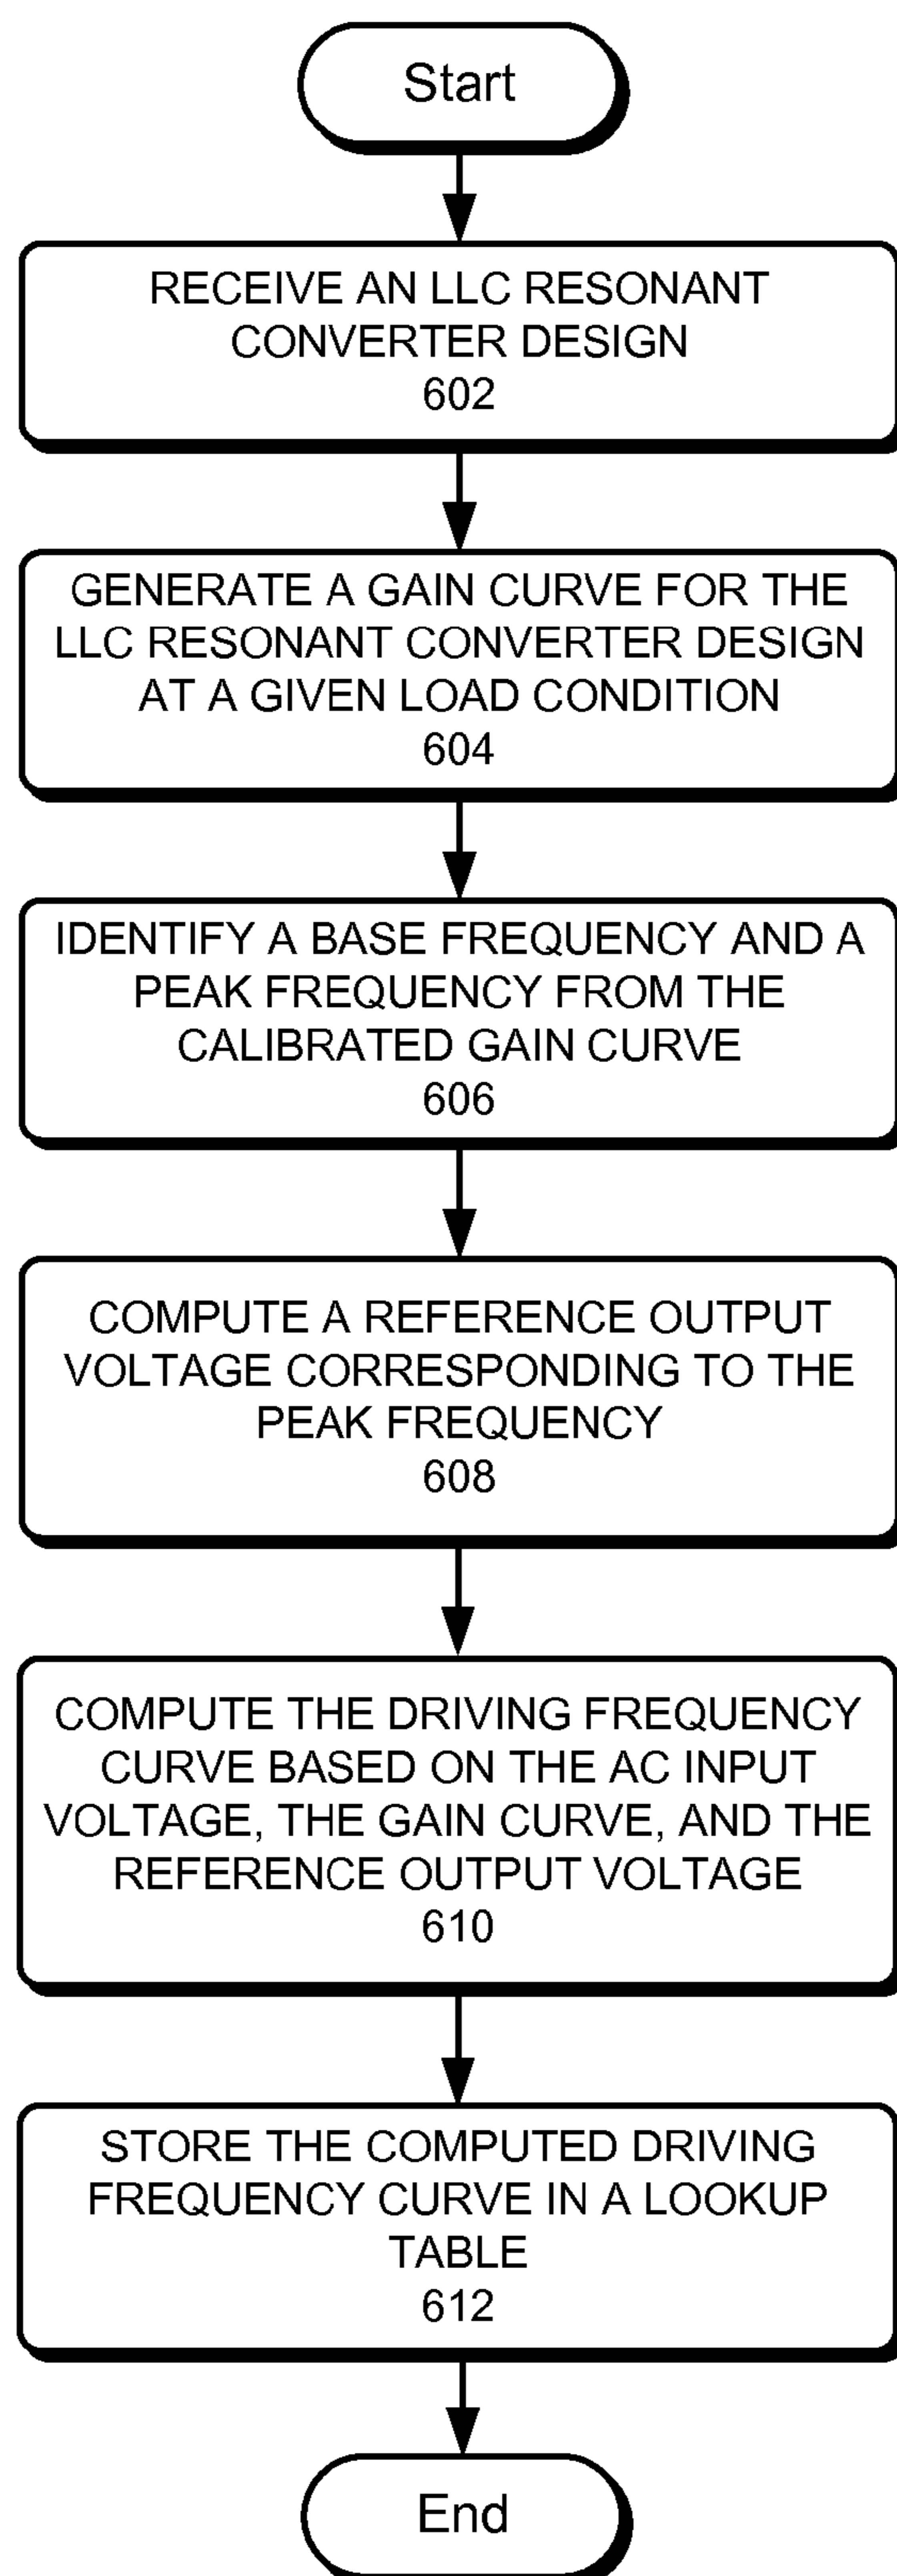 Start
RECEIVE AN LLC RESONANT
CONVERTER DESIGN
602
GENERATE A GAIN CURVE FOR THE
LLC RESONANT CONVERTER DESIGN
AT A GIVEN LOAD CONDITION
604
IDENTIFY A BASE FREQUENCY AND A
PEAK FREQUENCY FROM THE
CALIBRATED GAIN CURVE
606
COMPUTE A REFERENCE OUTPUT
VOLTAGE CORRESPONDING TO THE
PEAK FREQUENCY
608
COMPUTE THE DRIVING FREQUENCY
CURVE BASED ON THE AC INPUT
VOLTAGE, THE GAIN CURVE, AND THE
REFERENCE OUTPUT VOLTAGE
610
STORE THE COMPUTED DRIVING
FREQUENCY CURVE IN A LOOKUP
TABLE
612
End